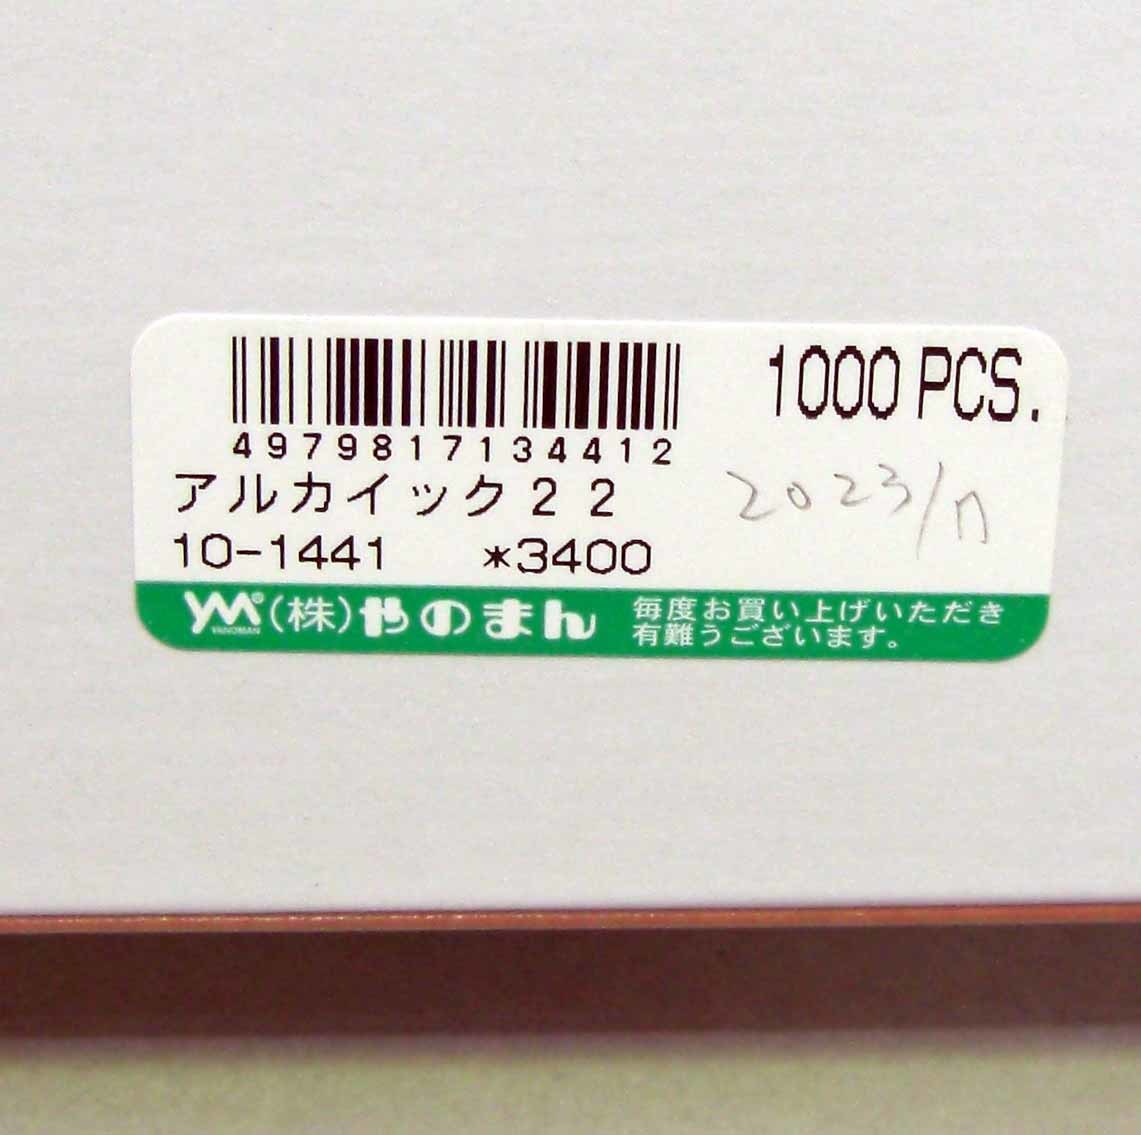 1000 PCS.
4979817134412
アルカイック22
2023/
10-1441 *3400
YM® (株)やのまん
YANOMAN
毎度お買い上げいただき
有難うございます。